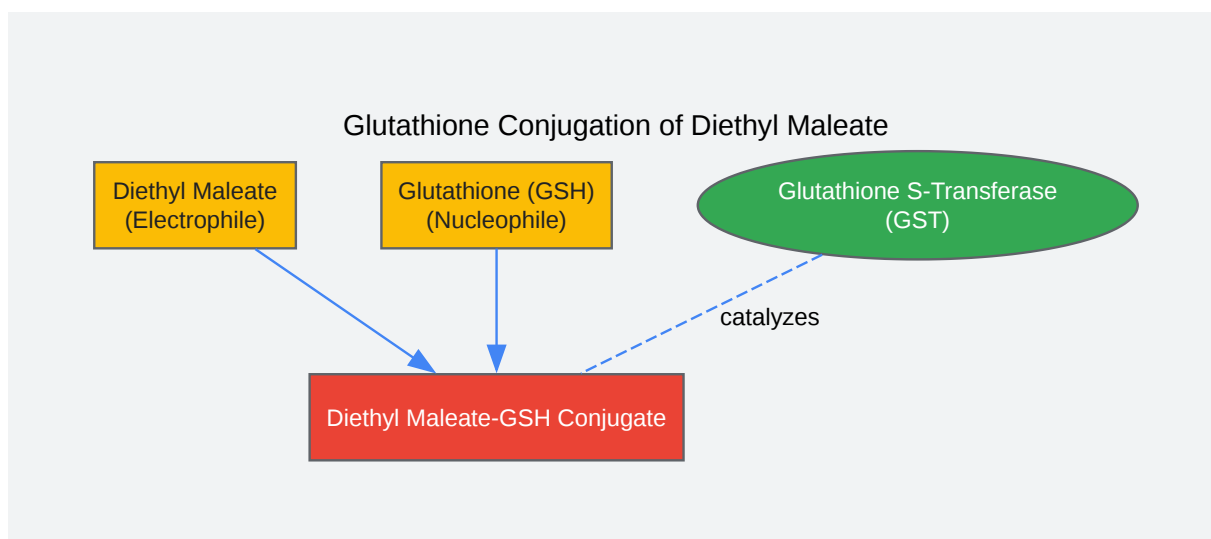 Glutathione Conjugation of Diethyl Maleate
Diethyl Maleate
(Electrophile)
Glutathione (GSH)
(Nucleophile)
Glutathione S-Transferase
(GST)
catalyzes
Diethyl Maleate-GSH Conjugate